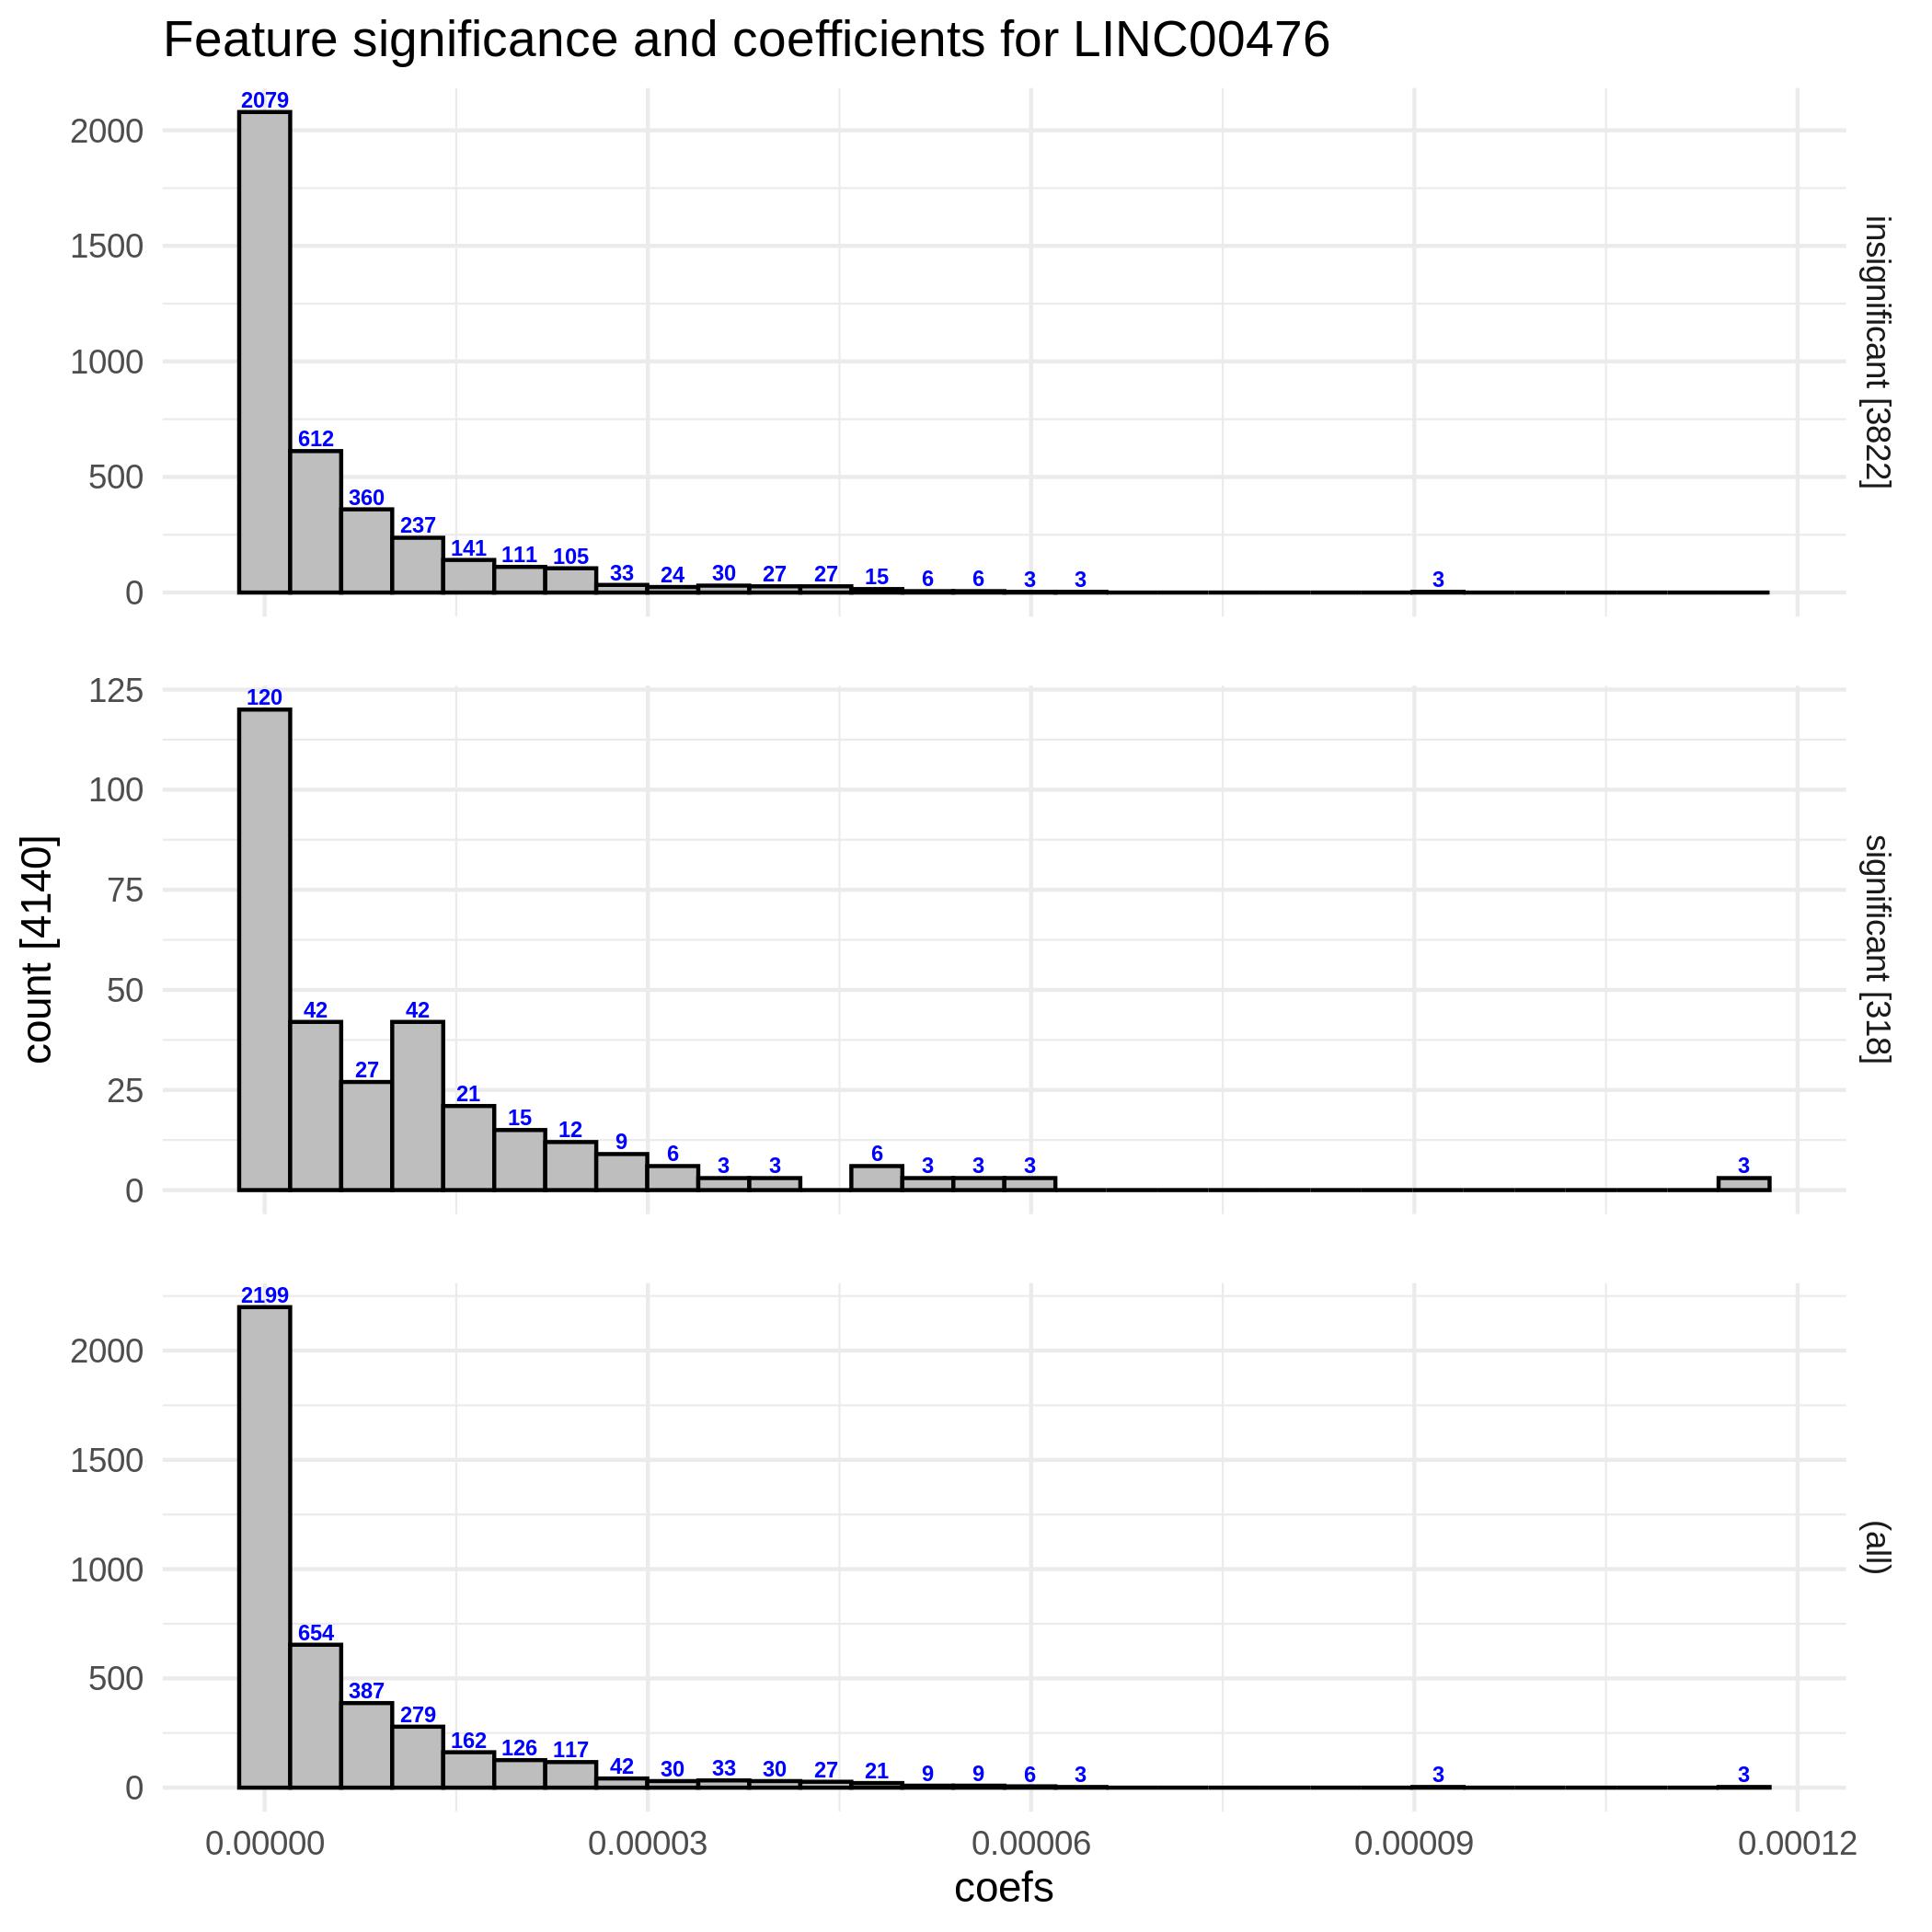 Feature significance and coefficients for LINC00476
2079
2000
1500
1000
612
500
360
237
141 111 105
33 24 30 27 27 15 6 6 3 3 3
0
insignificant [3822]
125
120
100
75
50
42 42
27
25
21
15
12
9
6 3 3 6 3 3 3 3
0
significant [318]
count [4140]
2199
2000
1500
1000
654
500
387
279
162 126 117
42 30 33 30 27 21 9 9 6 3 3 3
0
(all)
0.00000 0.00003 0.00006 0.00009 0.00012
coefs